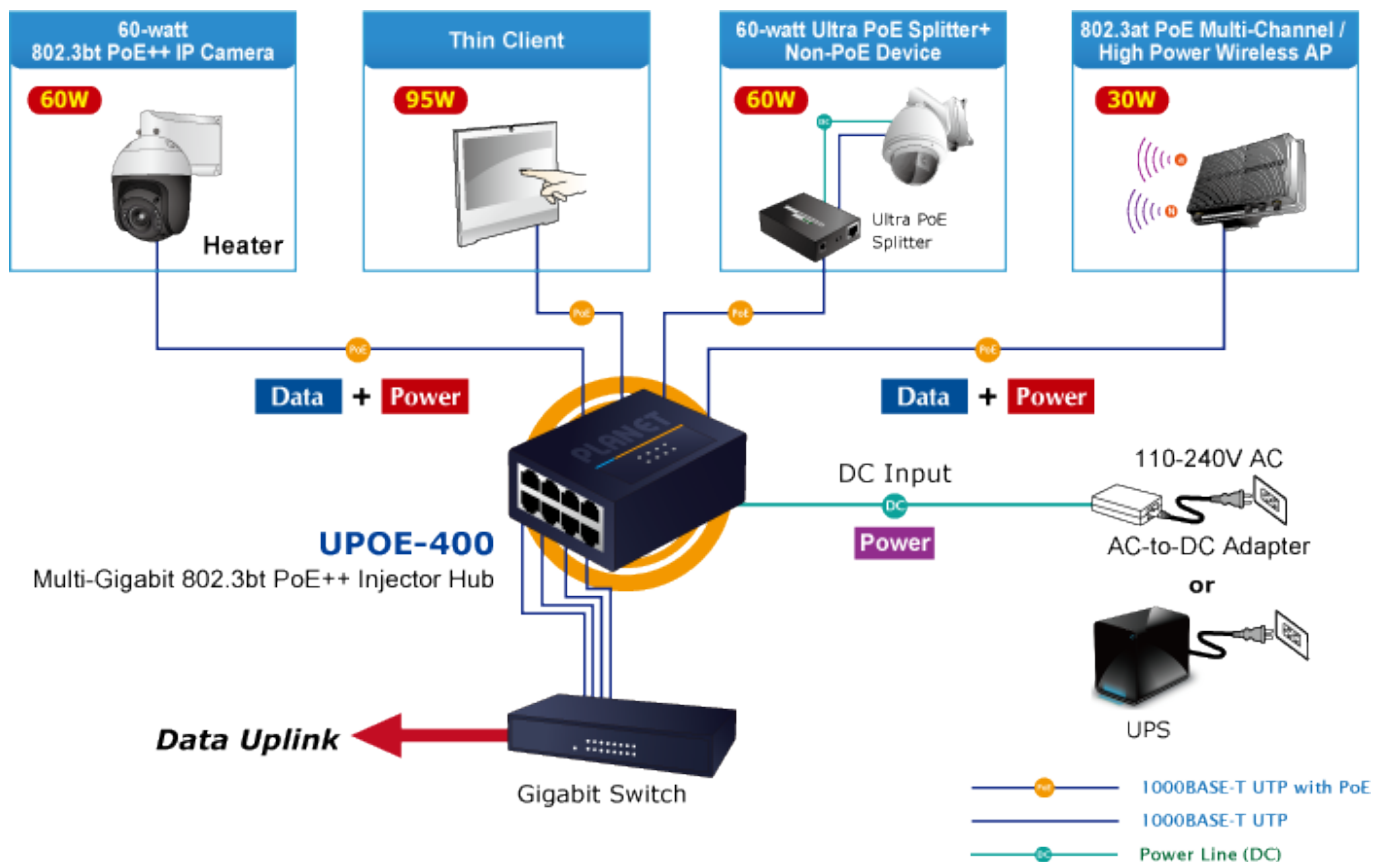 60-watt
802.3bt PoE++ IP Camera
60W
Heater
Thin Client
95W
60-watt Ultra PoE Splitter+
Non-PoE Device
60W
DC
Ultra PoE
Splitter
802.3at PoE Multi-Channel /
High Power Wireless AP
30W
N
PoE
PoE
PoE
PoE
Data + Power
Data + Power
PLANET
UPOE-400
Multi-Gigabit 802.3bt PoE++ Injector Hub
DC Input
DC
Power
110-240V AC
AC-to-DC Adapter
or
UPS
Data Uplink
Gigabit Switch
PoE 1000BASE-T UTP with PoE
1000BASE-T UTP
DC Power Line (DC)